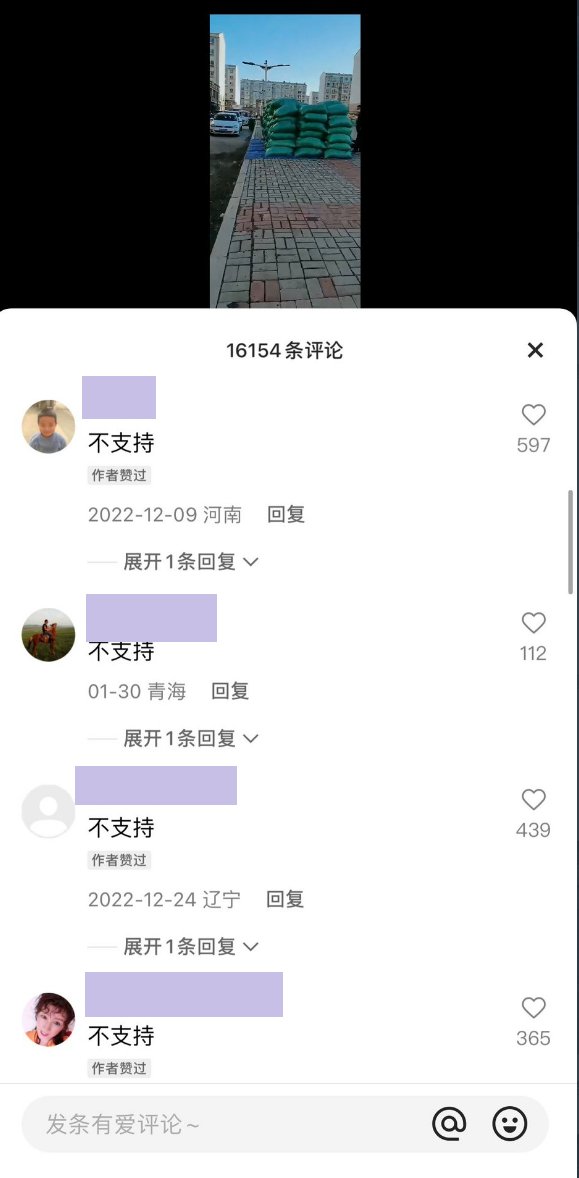 16154条评论
不支持
597
作者赞过
2022-12-09 河南 回复
展开1条回复
不支持
112
01-30 青海 回复
展开1条回复
不支持
439
作者赞过
2022-12-24 辽宁 回复
展开1条回复
不支持
365
作者赞过
发条有爱评论~